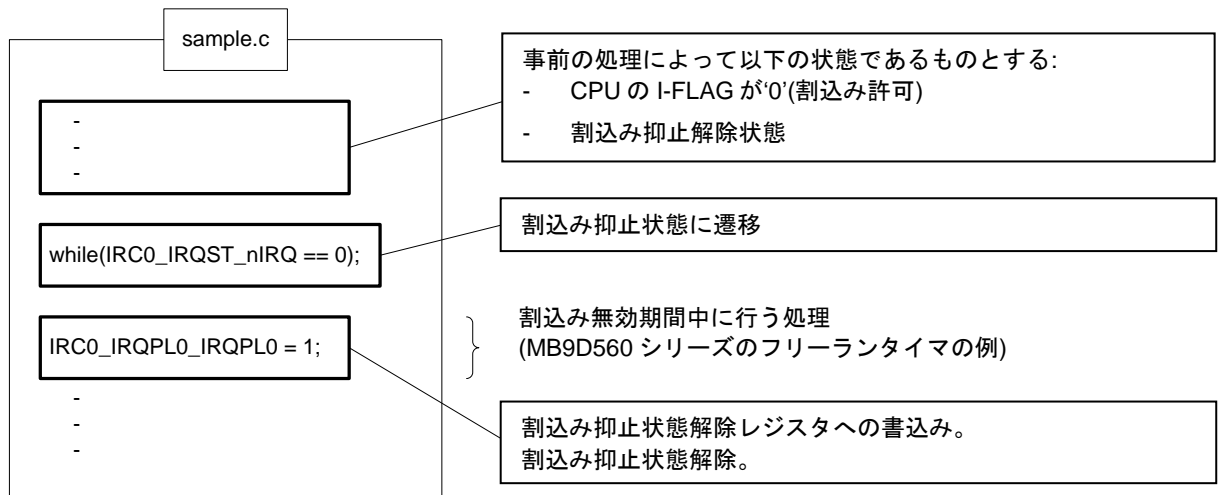 sample.c
-
-
-
事前の処理によって以下の状態であるものとする:
- CPU の I-FLAG が‘0’(割込み許可)
- 割込み抑止解除状態
while(IRC0_IRQST_nIRQ == 0);
割込み抑止状態に遷移
IRC0_IRQPL0_IRQPL0 = 1;
割込み無効期間中に行う処理
(MB9D560 シリーズのフリーランタイマの例)
-
-
-
割込み抑止状態解除レジスタへの書込み。
割込み抑止状態解除。